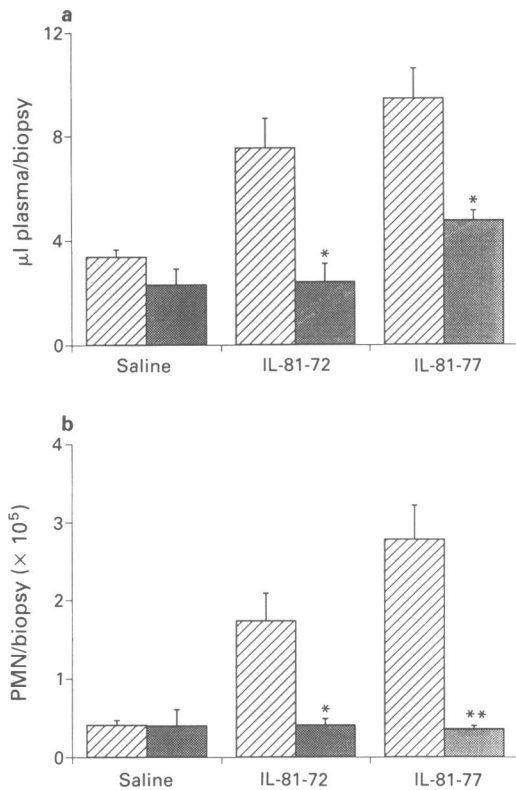 a
µl plasma/biopsy
12
8
4
0
*
*
Saline IL-81-72 IL-81-77
b
PMN/biopsy (× 10⁵)
4
3
2
1
0
*
**
Saline IL-81-72 IL-81-77